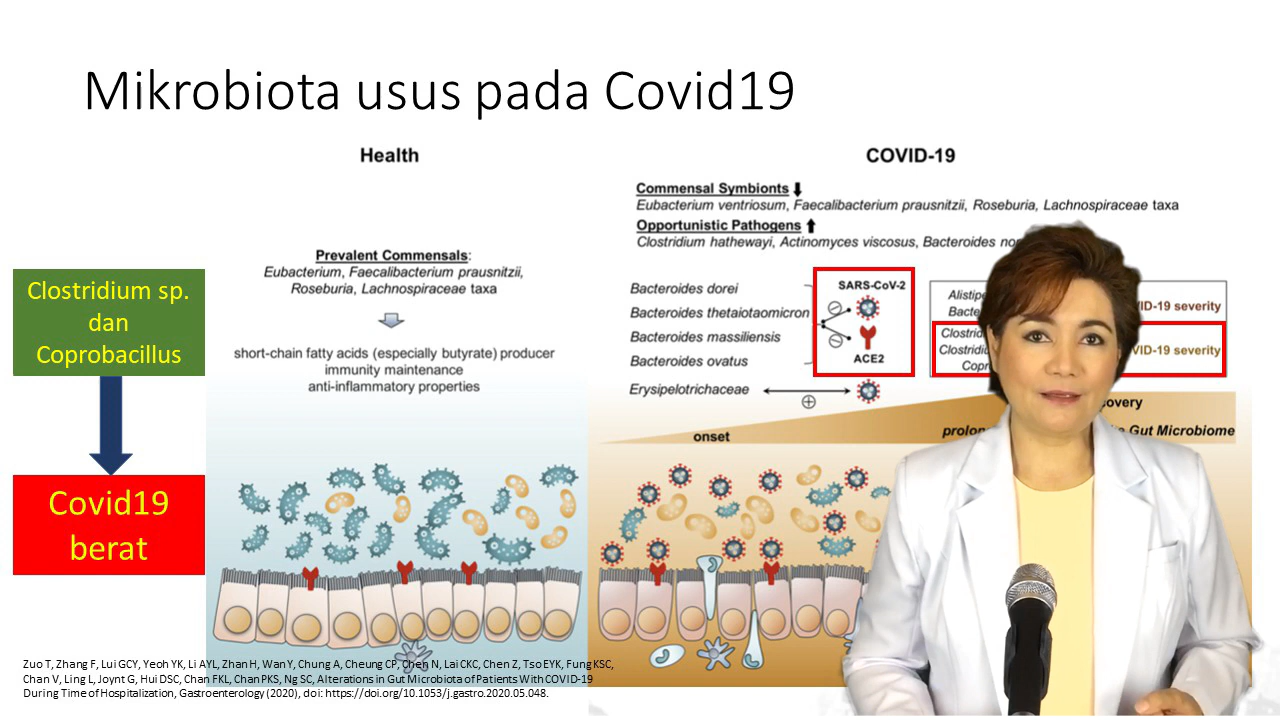 Mikrobiota usus pada Covid19
Health
Prevalent Commensals:
Eubacterium, Faecalibacterium prausnitzii,
Roseburia, Lachnospiraceae taxa
short-chain fatty acids (especially butyrate) producer
immunity maintenance
anti-inflammatory properties
Clostridium sp.
dan
Coprobacillus
Covid19
berat
COVID-19
Commensal Symbionts
Eubacterium ventriosum, Faecalibacterium prausnitzii, Roseburia, Lachnospiraceae taxa
Opportunistic Pathogens
Clostridium hathewayi, Actinomyces viscosus, Bacteroides
Bacteroides dorei
Bacteroides thetaiotaomicron
Bacteroides massiliensis
Bacteroides ovatus
Erysipelotrichaceae
SARS-CoV-2
ACE2
severity
severity
onset
Gut Microbiome
Zuo T, Zhang F, Lui GCY, Yeoh YK, Li AYL, Zhan H, Wan Y, Chung A, Cheung CP, Chen N, Lai CKC, Chen Z, Tso EYK, Fung KSC,
Chan V, Ling L, Joynt G, Hui DSC, Chan FKL, Chan PKS, Ng SC, Alterations in Gut Microbiota of Patients With COVID-19
During Time of Hospitalization, Gastroenterology (2020), doi: https://doi.org/10.1053/j.gastro.2020.05.048.